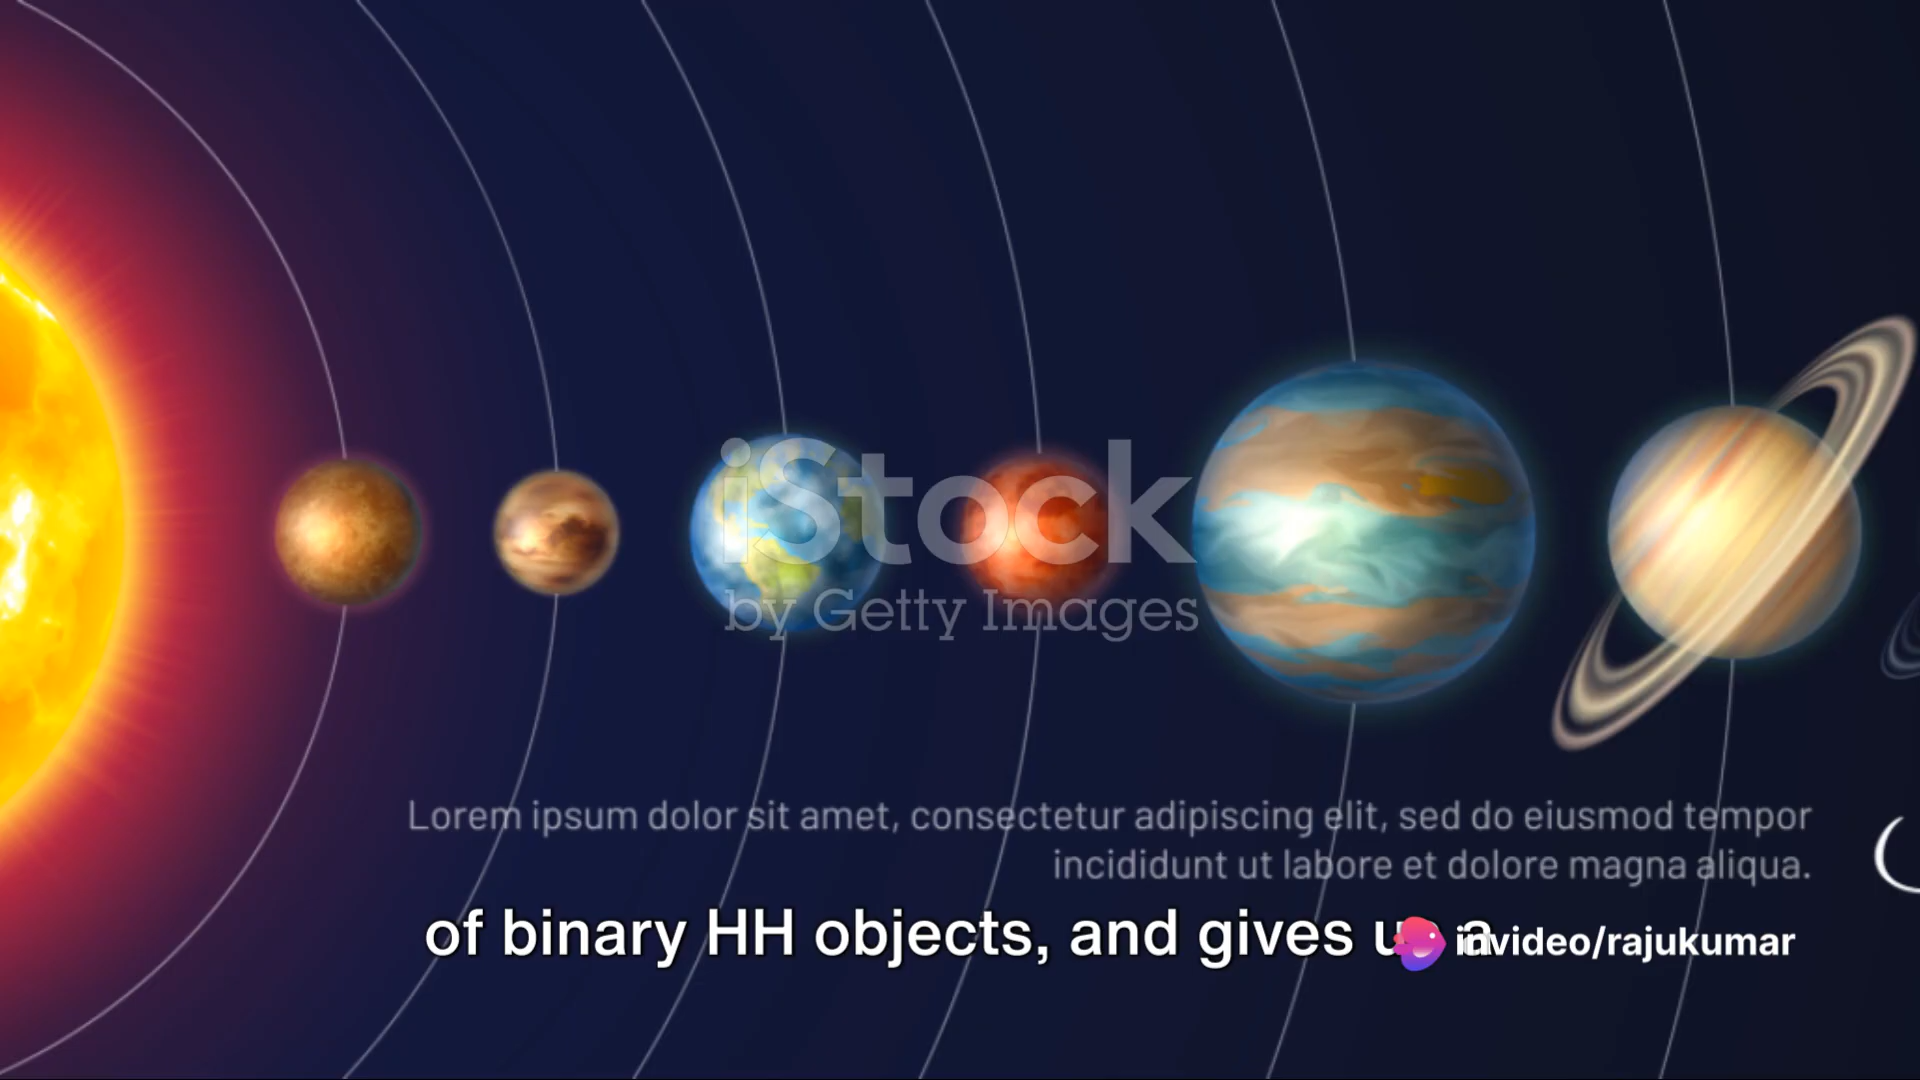 iStock
by Getty Images
Lorem ipsum dolor sit amet, consectetur adipiscing elit, sed do eiusmod tempor
incididunt ut labore et dolore magna aliqua.
of binary HH objects, and gives a
invideo/rajukumar